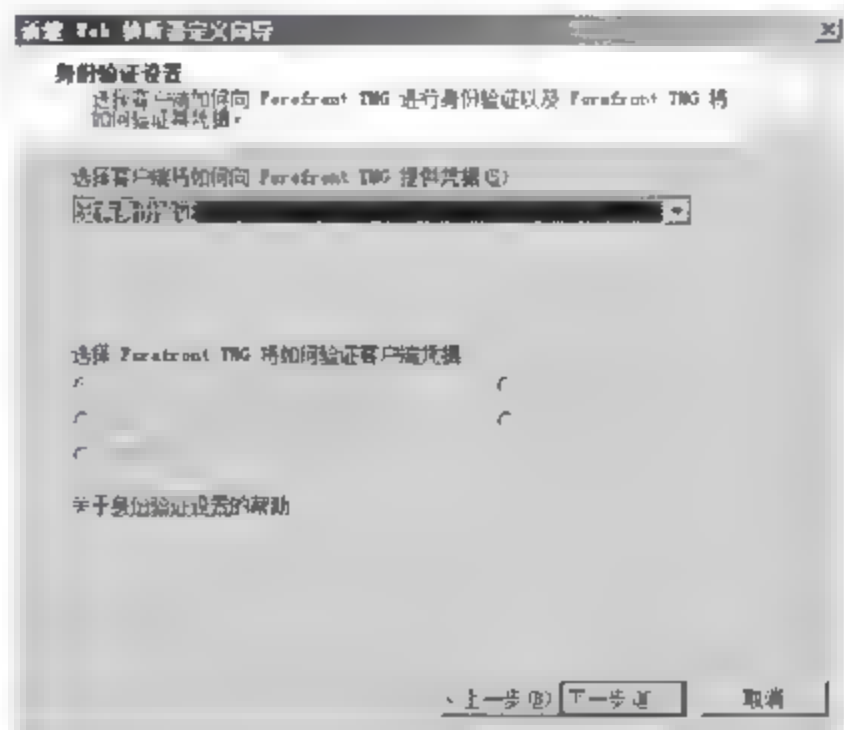 新建 Web 侦听器定义向导
身份验证设置
选择客户端如何向 Forefront TMG 进行身份验证以及 Forefront TMG 将
如何验证其凭据。
选择客户端将如何向 Forefront TMG 提供凭据(S)
选择 Forefront TMG 将如何验证客户端凭据
关于身份验证设置的帮助
上一步(B)
下一步(N)
取消